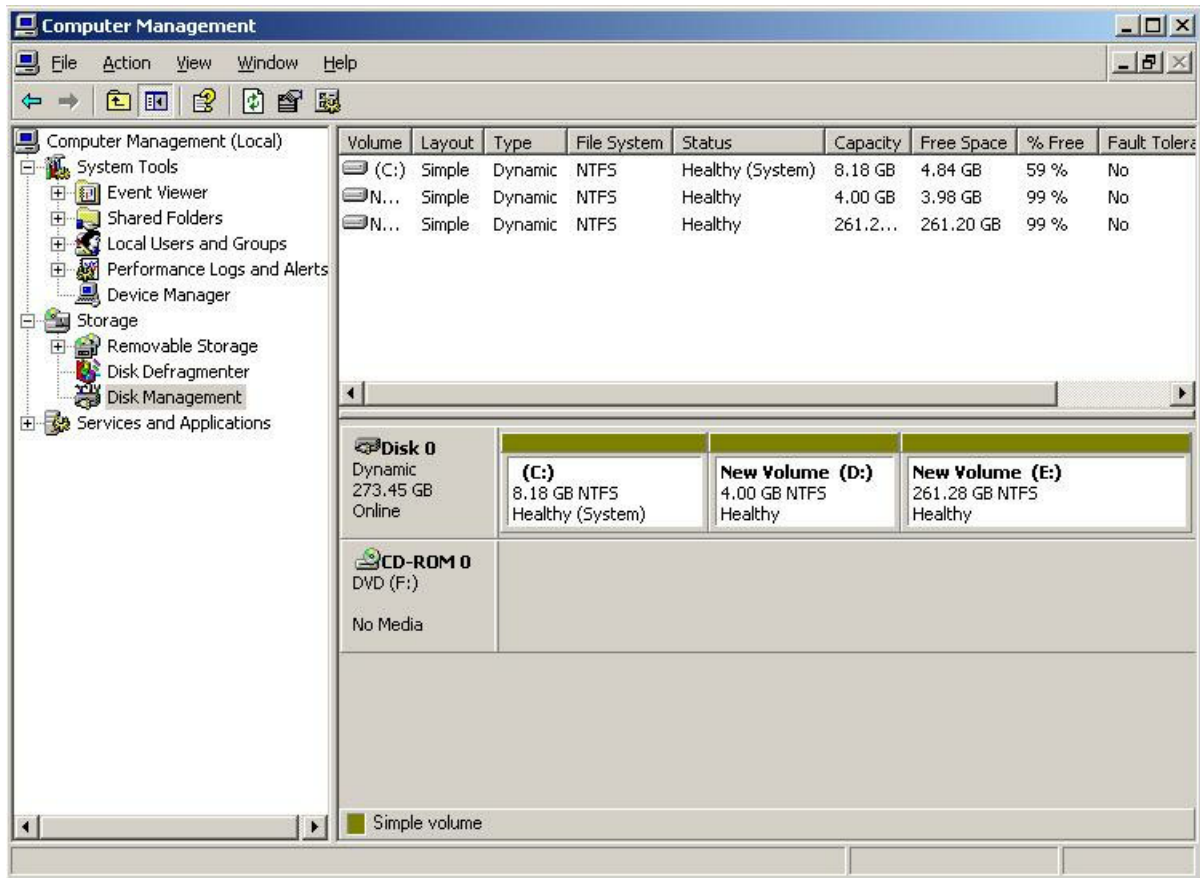 Computer Management
File Action View Window Help
Computer Management (Local)
System Tools
Event Viewer
Shared Folders
Local Users and Groups
Performance Logs and Alerts
Device Manager
Storage
Removable Storage
Disk Defragmenter
Disk Management
Services and Applications
Volume Layout Type File System Status Capacity Free Space % Free Fault Tolera
(C:) Simple Dynamic NTFS Healthy (System) 8.18 GB 4.84 GB 59 % No
N... Simple Dynamic NTFS Healthy 4.00 GB 3.98 GB 99 % No
N... Simple Dynamic NTFS Healthy 261.2... 261.20 GB 99 % No
Disk 0
Dynamic
273.45 GB
Online
(C:)
8.18 GB NTFS
Healthy (System)
New Volume (D:)
4.00 GB NTFS
Healthy
New Volume (E:)
261.28 GB NTFS
Healthy
CD-ROM 0
DVD (F:)
No Media
Simple volume